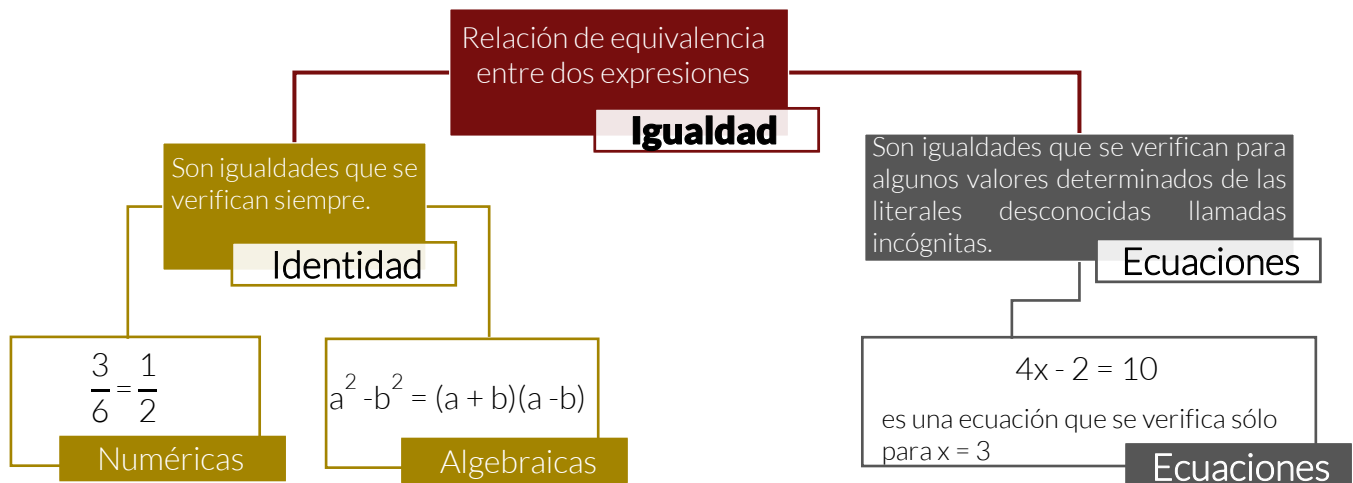 Relación de equivalencia
entre dos expresiones
Igualdad
Son igualdades que se
verifican siempre.
Identidad
3/6 = 1/2
Numéricas
a² -b² = (a + b)(a -b)
Algebraicas
Son igualdades que se verifican para
algunos valores determinados de las
literales desconocidas llamadas
incógnitas.
Ecuaciones
4x - 2 = 10
es una ecuación que se verifica sólo
para x = 3
Ecuaciones